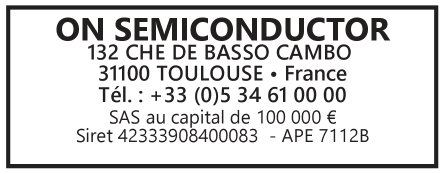 ON SEMICONDUCTOR
132 CHE DE BASSO CAMBO
31100 TOULOUSE • France
Tél. : +33 (0)5 34 61 00 00
SAS au capital de 100 000 €
Siret 42333908400083 - APE 7112B